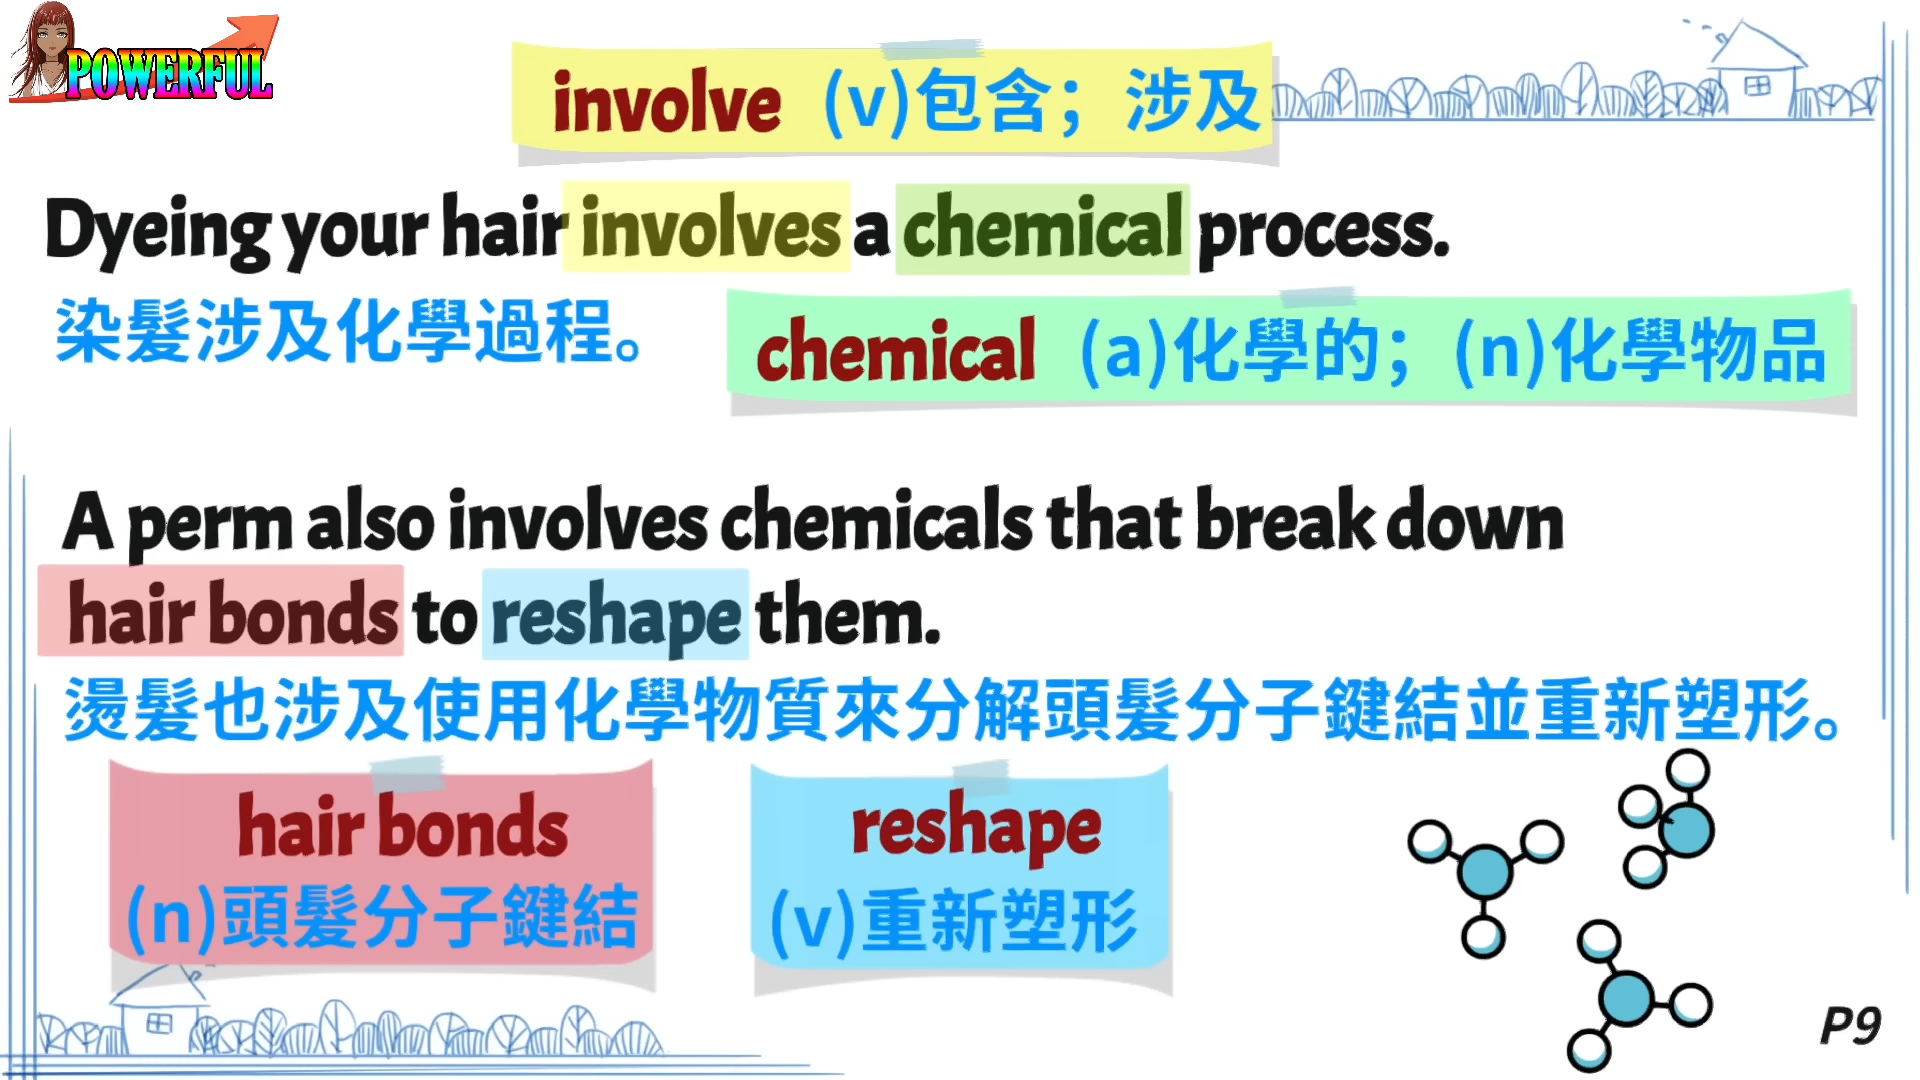 POWERFUL
involve (v)包含；涉及
Dyeing your hair involves a chemical process.
染髮涉及化學過程。
chemical (a)化學的；(n)化學物品
A perm also involves chemicals that break down
hair bonds to reshape them.
燙髮也涉及使用化學物質來分解頭髮分子鍵結並重新塑形。
hair bonds
(n)頭髮分子鍵結
reshape
(v)重新塑形
P9